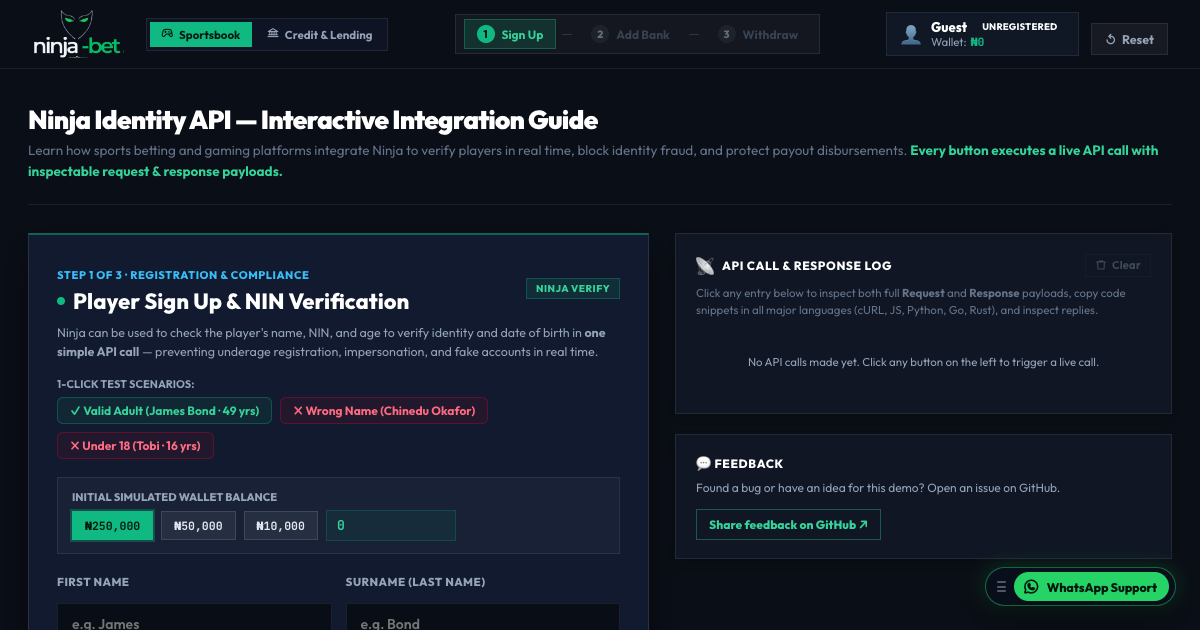 ninja-bet
Sportsbook
Credit & Lending
1 Sign Up — 2 Add Bank — 3 Withdraw
Guest UNREGISTERED
Wallet: ₦0
Reset
Ninja Identity API — Interactive Integration Guide
Learn how sports betting and gaming platforms integrate Ninja to verify players in real time, block identity fraud, and protect payout disbursements. Every button executes a live API call with
inspectable request & response payloads.
STEP 1 OF 3 · REGISTRATION & COMPLIANCE
Player Sign Up & NIN Verification
NINJA VERIFY
Ninja can be used to check the player's name, NIN, and age to verify identity and date of birth in one
simple API call — preventing underage registration, impersonation, and fake accounts in real time.
1-CLICK TEST SCENARIOS:
✓ Valid Adult (James Bond · 49 yrs)
✕ Wrong Name (Chinedu Okafor)
✕ Under 18 (Tobi · 16 yrs)
INITIAL SIMULATED WALLET BALANCE
₦250,000
₦50,000
₦10,000
0
FIRST NAME
SURNAME (LAST NAME)
e.g. James
e.g. Bond
API CALL & RESPONSE LOG
Clear
Click any entry below to inspect both full Request and Response payloads, copy code
snippets in all major languages (cURL, JS, Python, Go, Rust), and inspect replies.
No API calls made yet. Click any button on the left to trigger a live call.
FEEDBACK
Found a bug or have an idea for this demo? Open an issue on GitHub.
Share feedback on GitHub ↗
WhatsApp Support